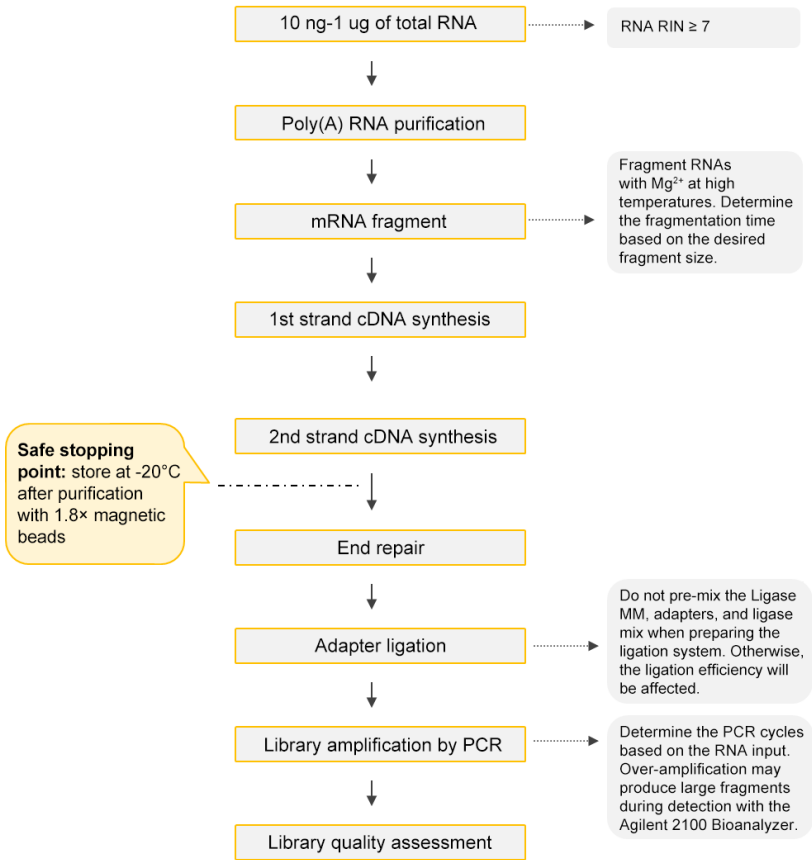 10 ng-1 ug of total RNA
RNA RIN ≥ 7
Poly(A) RNA purification
mRNA fragment
Fragment RNAs
with Mg²⁺ at high
temperatures. Determine
the fragmentation time
based on the desired
fragment size.
1st strand cDNA synthesis
2nd strand cDNA synthesis
Safe stopping
point: store at -20°C
after purification
with 1.8× magnetic
beads
End repair
Adapter ligation
Do not pre-mix the Ligase
MM, adapters, and ligase
mix when preparing the
ligation system. Otherwise,
the ligation efficiency will
be affected.
Library amplification by PCR
Determine the PCR cycles
based on the RNA input.
Over-amplification may
produce large fragments
during detection with the
Agilent 2100 Bioanalyzer.
Library quality assessment